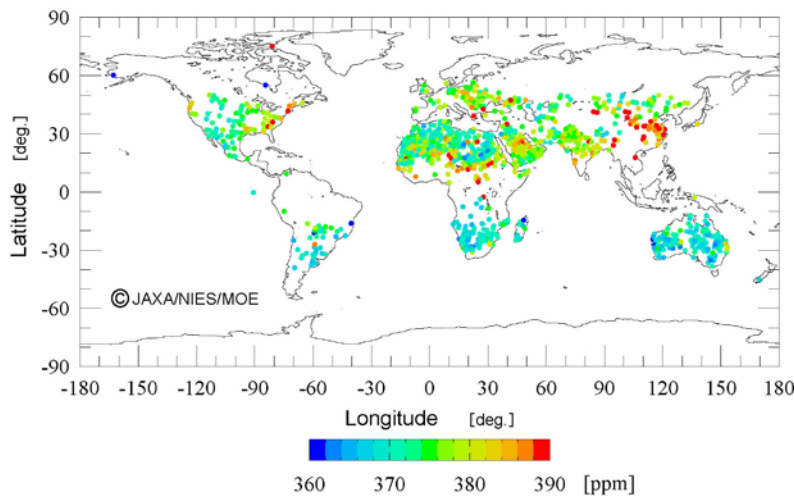 90
60
30
0
-30
-60
-90
Latitude [deg.]
© JAXA/NIES/MOE
-180 -150 -120 -90 -60 -30 0 30 60 90 120 150 180
Longitude [deg.]
360 370 380 390 [ppm]